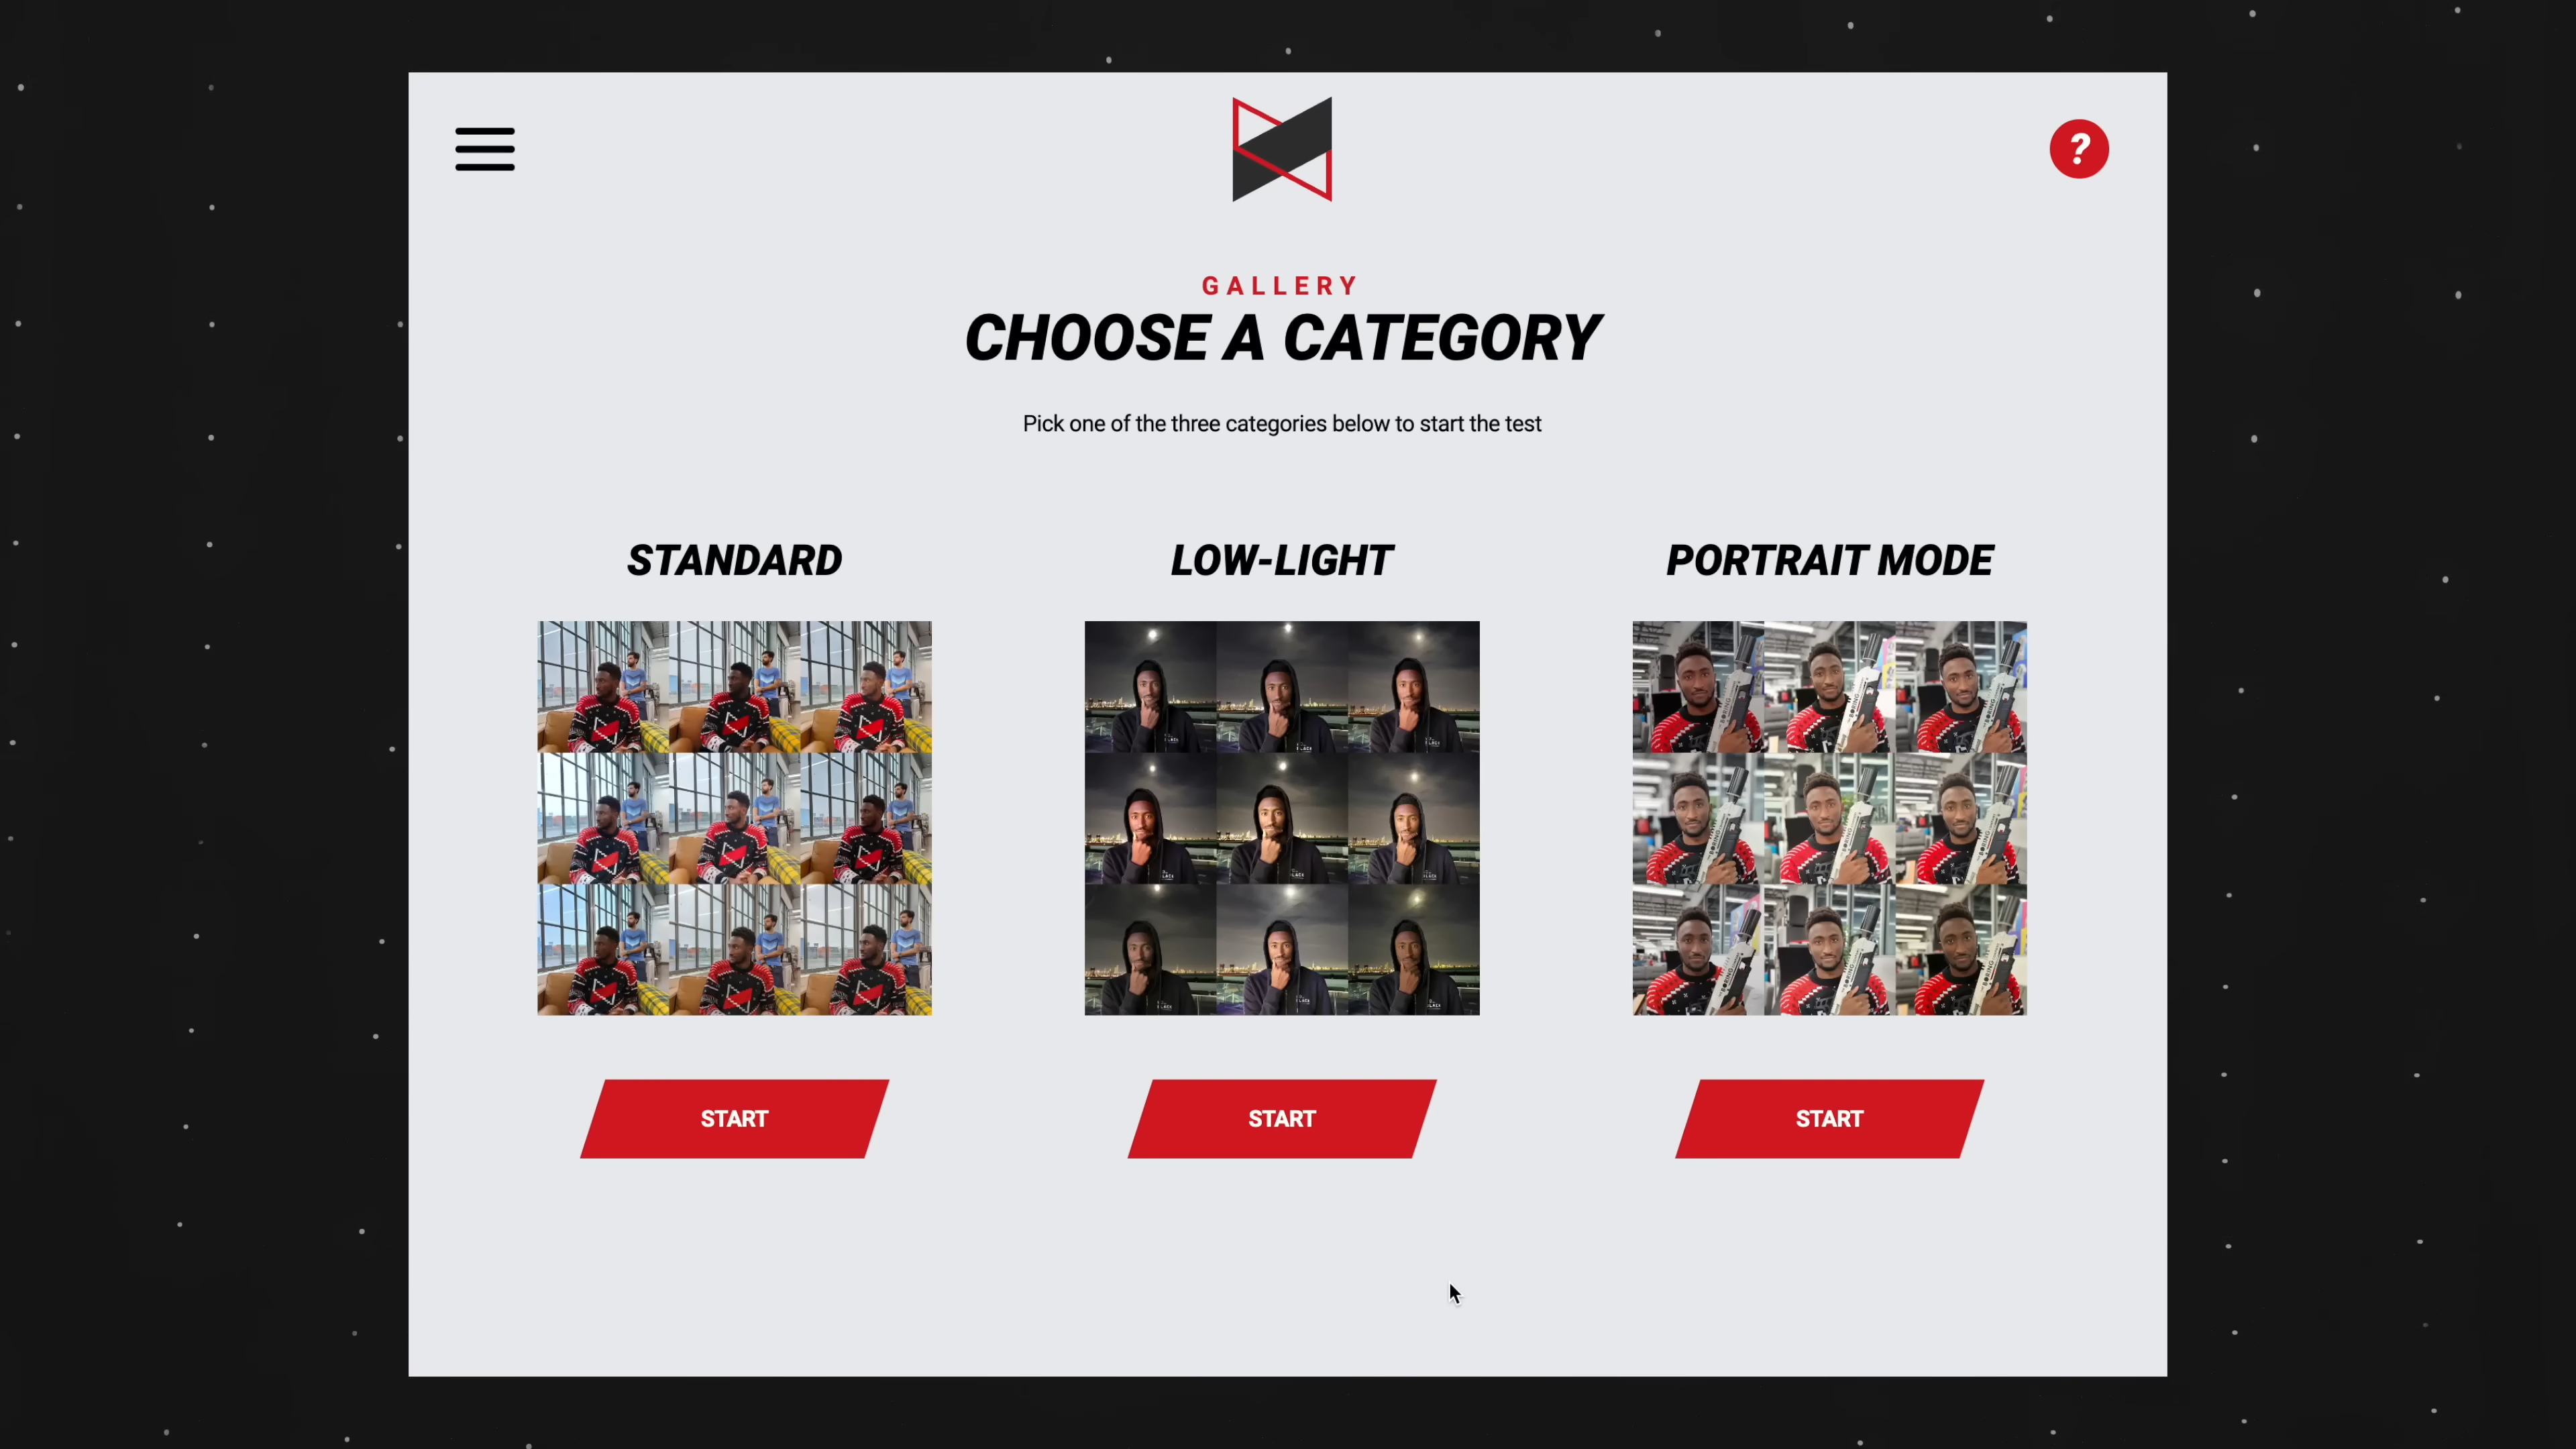 ?
GALLERY
CHOOSE A CATEGORY
Pick one of the three categories below to start the test
STANDARD
LOW-LIGHT
PORTRAIT MODE
START
START
START